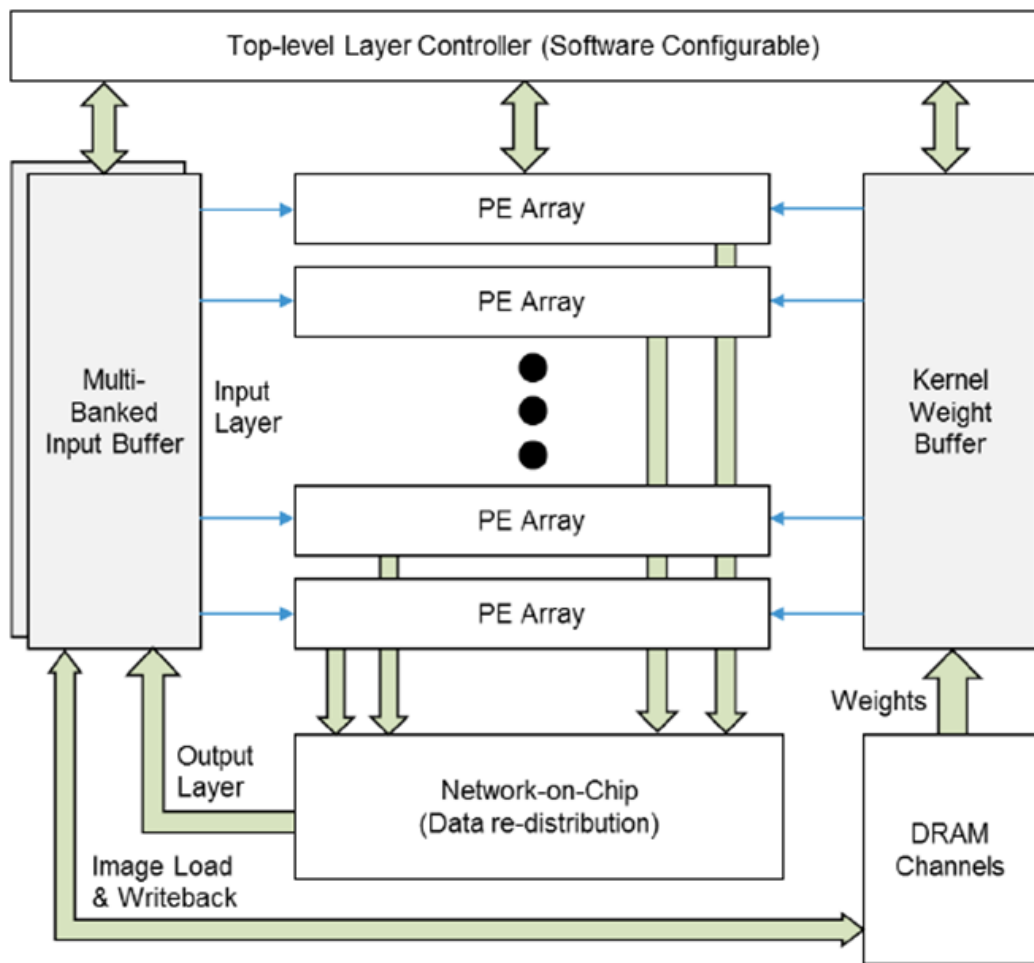 Top-level Layer Controller (Software Configurable)
PE Array
PE Array
Multi-
Banked
Input Buffer
Input
Layer
Kernel
Weight
Buffer
PE Array
PE Array
Weights
Output
Layer
Network-on-Chip
(Data re-distribution)
DRAM
Channels
Image Load
& Writeback